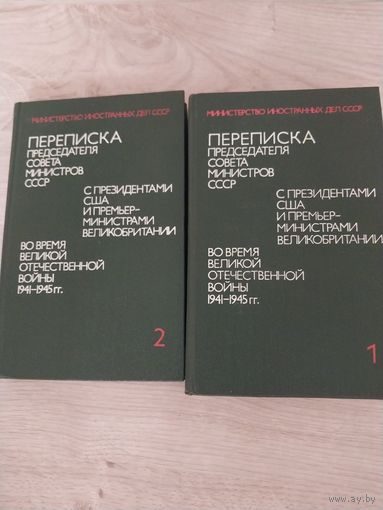 МИНИСТЕРСТВО ИНОСТРАННЫХ ДЕЛ СССР
ПЕРЕПИСКА
ПРЕДСЕДАТЕЛЯ
СОВЕТА
МИНИСТРОВ
СССР
С ПРЕЗИДЕНТАМИ
США
И ПРЕМЬЕР-
МИНИСТРАМИ
ВЕЛИКОБРИТАНИИ
ВО ВРЕМЯ
ВЕЛИКОЙ
ОТЕЧЕСТВЕННОЙ
ВОЙНЫ
1941–1945 гг.
2
МИНИСТЕРСТВО ИНОСТРАННЫХ ДЕЛ СССР
ПЕРЕПИСКА
ПРЕДСЕДАТЕЛЯ
СОВЕТА
МИНИСТРОВ
СССР
С ПРЕЗИДЕНТАМИ
США
И ПРЕМЬЕР-
МИНИСТРАМИ
ВЕЛИКОБРИТАНИИ
ВО ВРЕМЯ
ВЕЛИКОЙ
ОТЕЧЕСТВЕННОЙ
ВОЙНЫ
1941–1945 гг.
1
ay.by